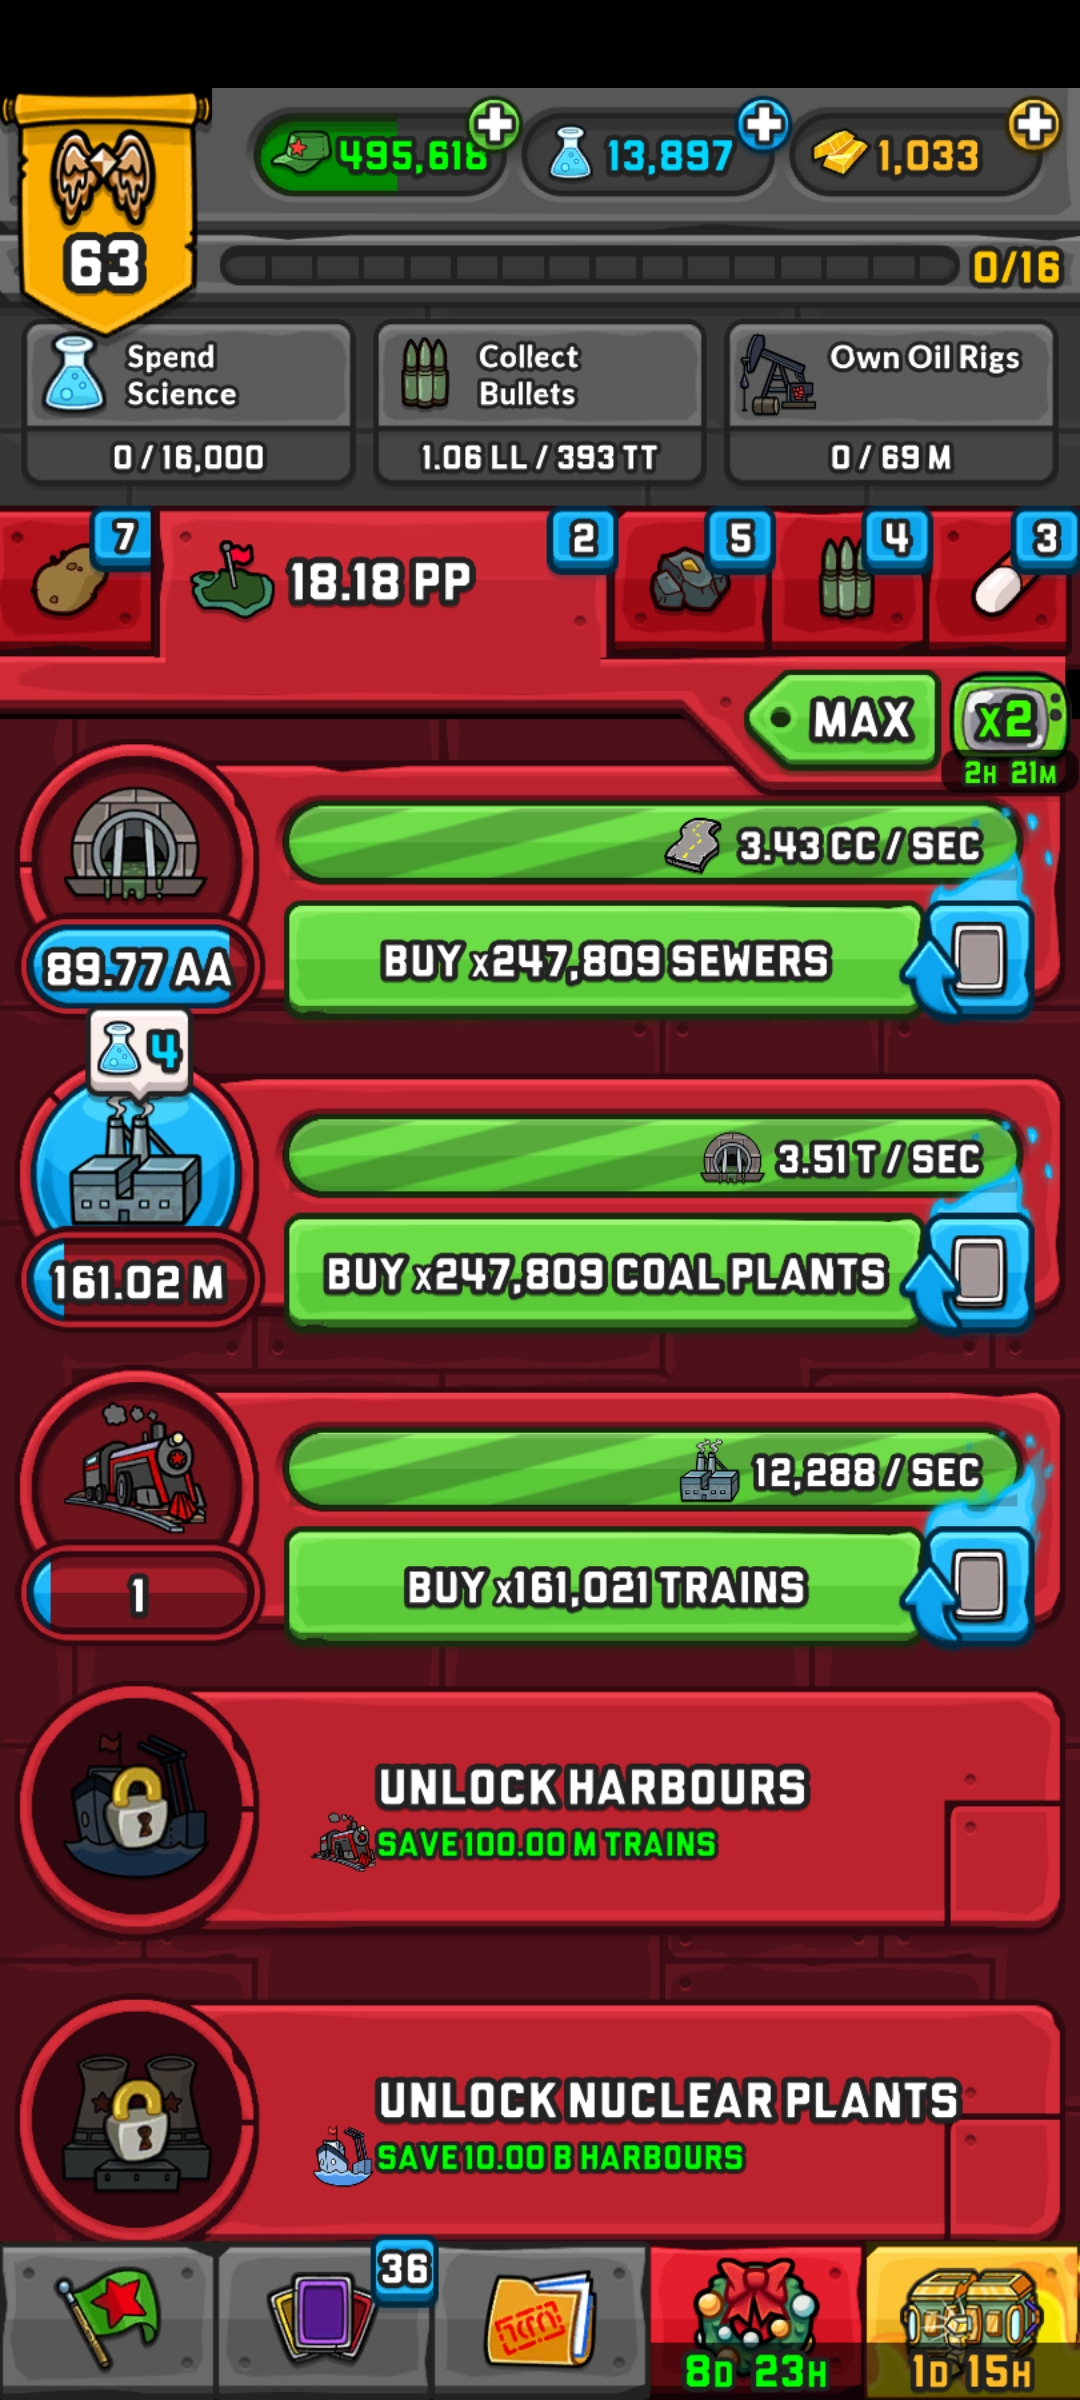 495,618
13,897
1,033
63
0/16
Spend
Science
0 / 16,000
Collect
Bullets
1.06 LL / 393 TT
Own Oil Rigs
0 / 69 M
7
18.18 PP
2
5
4
3
MAX
x2
2H 21M
3.43 CC / SEC
89.77 AA
BUY x247,809 SEWERS
4
3.51 T / SEC
161.02 M
BUY x247,809 COAL PLANTS
12,288 / SEC
1
BUY x161,021 TRAINS
UNLOCK HARBOURS
SAVE 100.00 M TRAINS
UNLOCK NUCLEAR PLANTS
SAVE 10.00 B HARBOURS
36
8D 23H
1D 15H